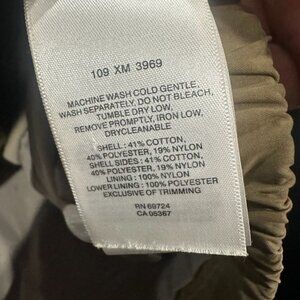 109 XM 3969
MACHINE WASH COLD GENTLE,
WASH SEPARATELY, DO NOT BLEACH,
TUMBLE DRY LOW,
REMOVE PROMPTLY, IRON LOW,
DRYCLEANABLE
SHELL : 41% COTTON,
40% POLYESTER, 19% NYLON
SHELL SIDES : 41% COTTON,
40% POLYESTER, 19% NYLON
LINING : 100% NYLON
LOWER LINING : 100% POLYESTER
EXCLUSIVE OF TRIMMING
RN 69724
CA 05367